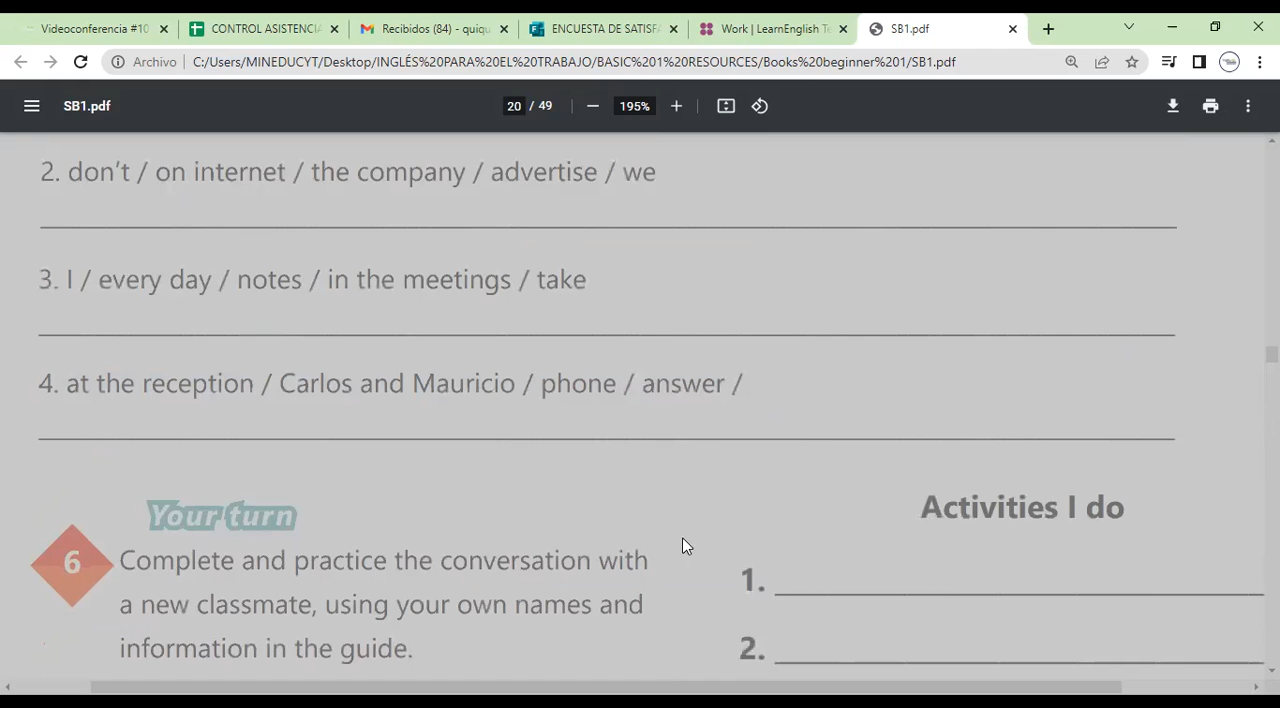 Videoconferencia #10
CONTROL ASISTENCIA
Recibidos (84) - quiqu
ENCUESTA DE SATISFA
Work | LearnEnglish Te
SB1.pdf
Archivo
C:/Users/MINEDUCYT/Desktop/INGLÉS%20PARA%20EL%20TRABAJO/BASIC%201%20RESOURCES/Books%20beginner%201/SB1.pdf
SB1.pdf
20 / 49
195%
2. don't / on internet / the company / advertise / we
3. I / every day / notes / in the meetings / take
4. at the reception / Carlos and Mauricio / phone / answer /
Your turn
Activities I do
6
Complete and practice the conversation with
a new classmate, using your own names and
information in the guide.
1.
2.